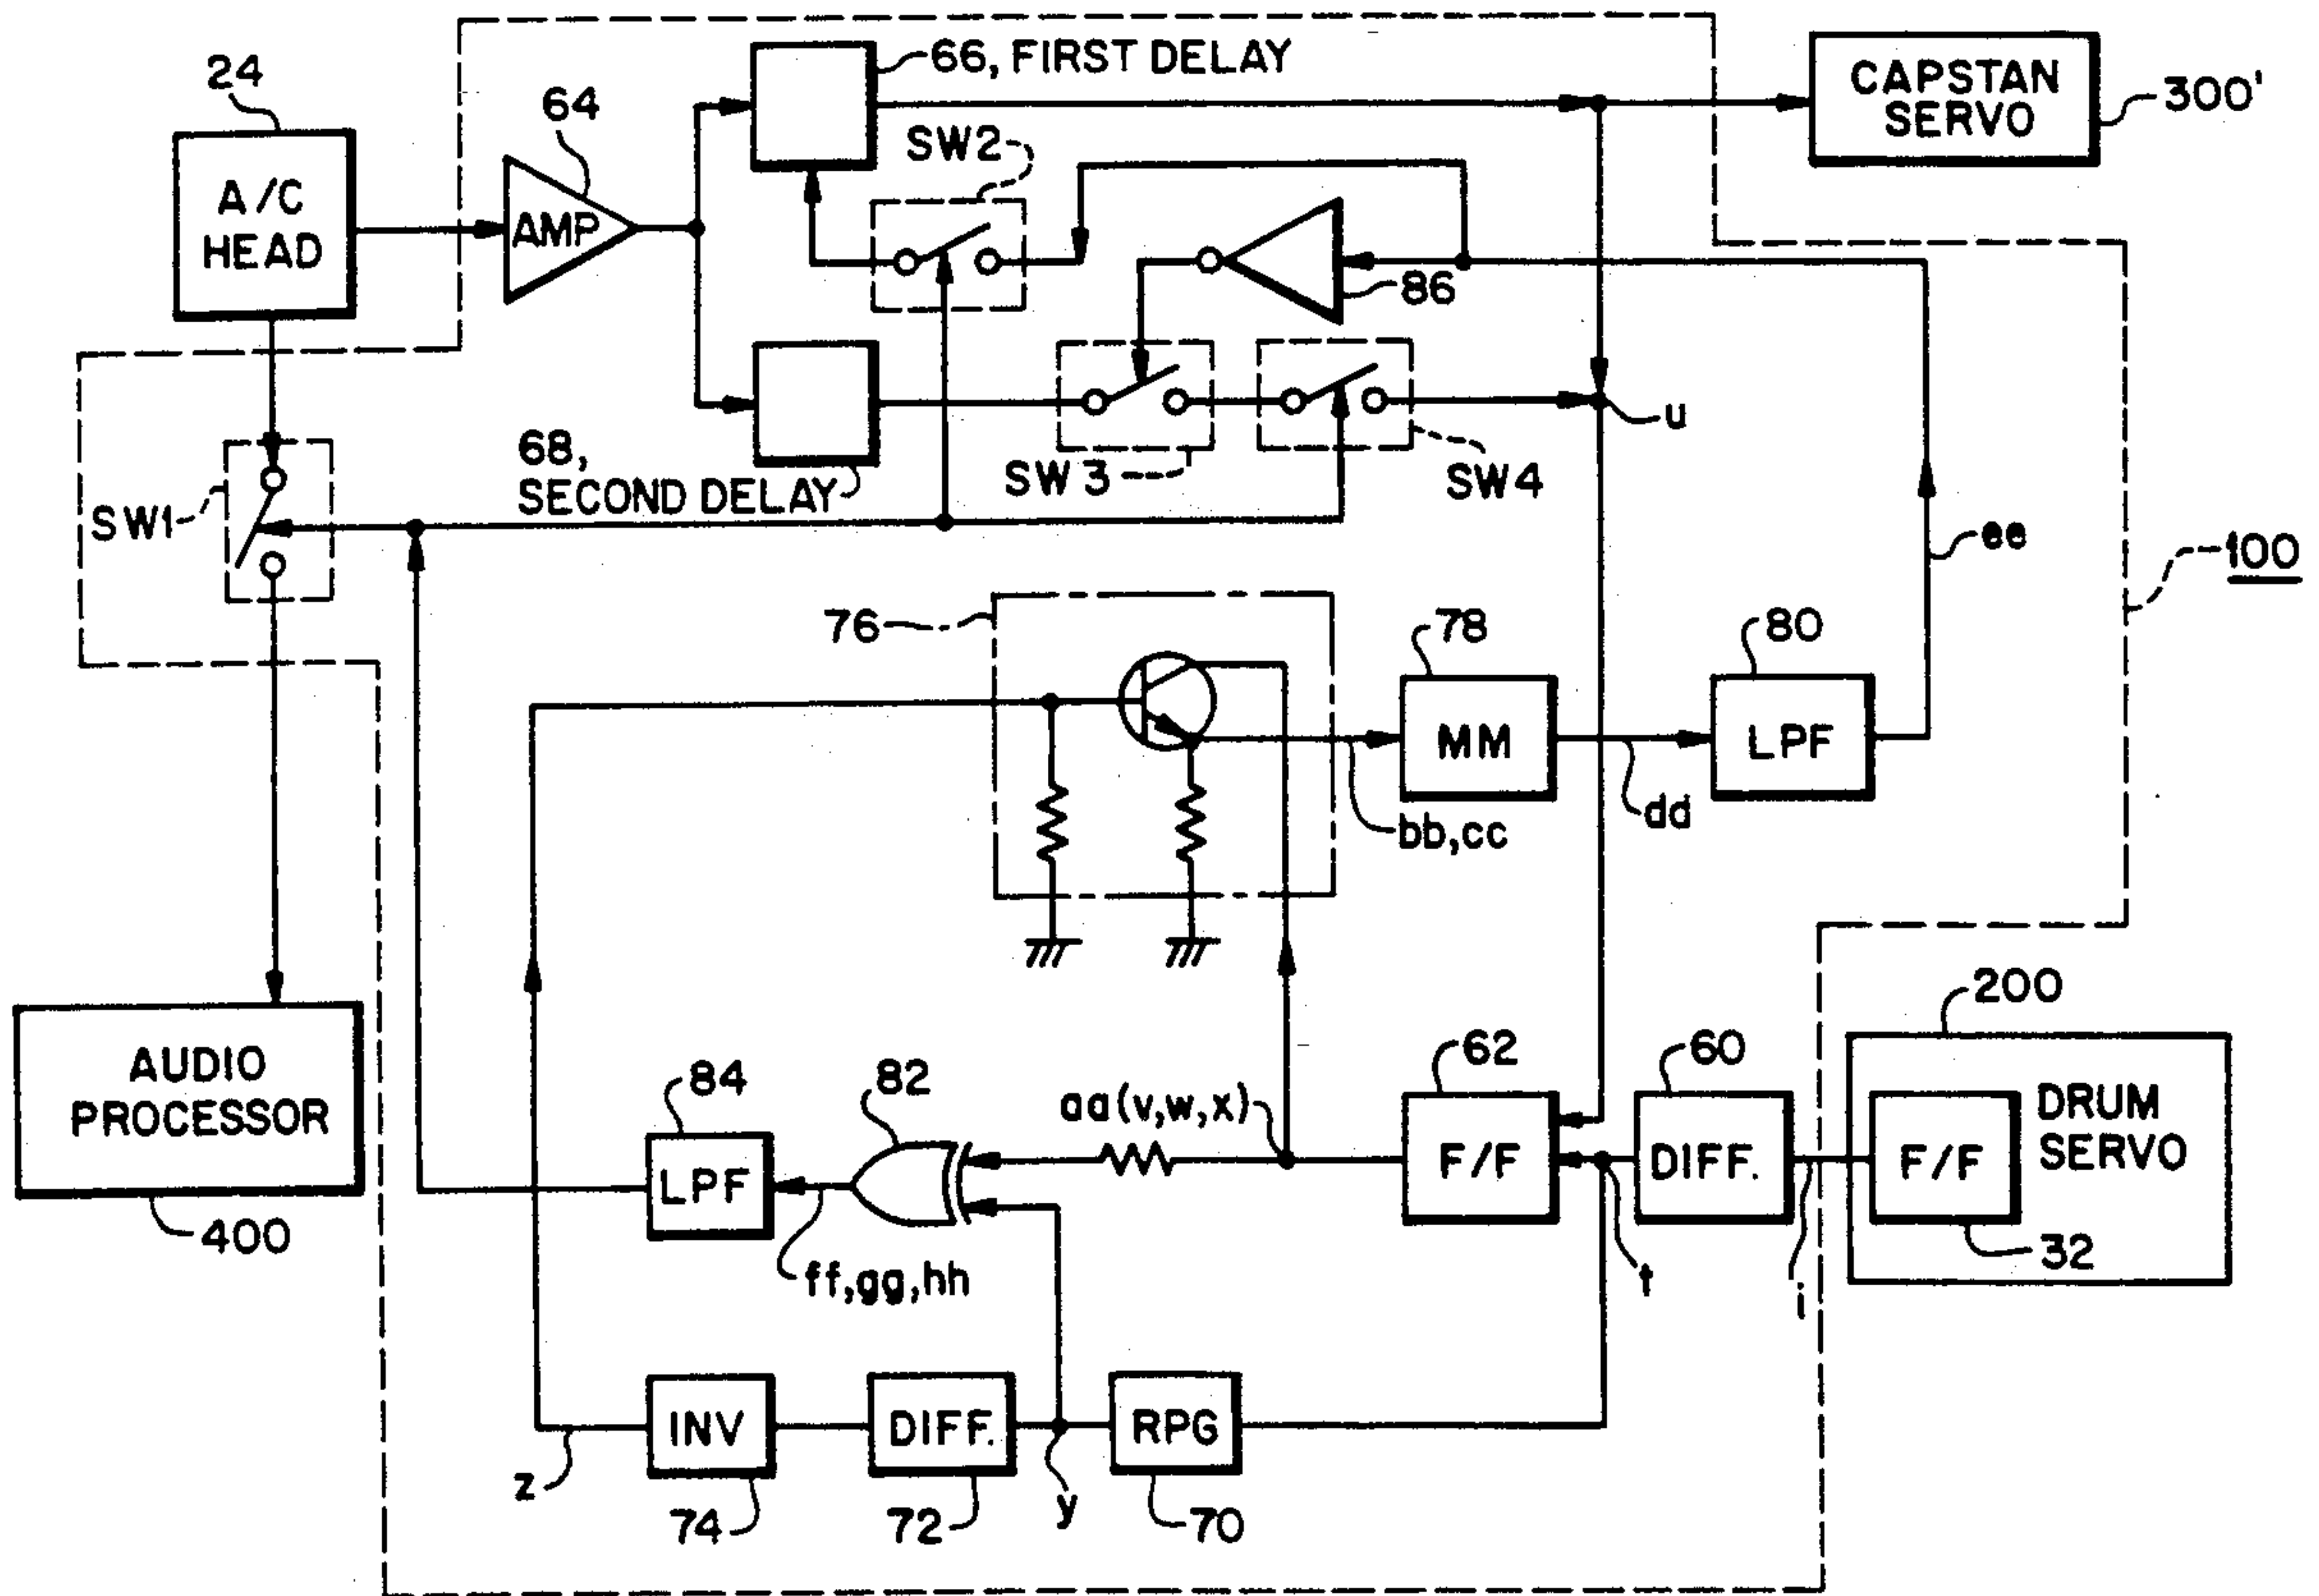 24
A/C
HEAD
64
AMP
66, FIRST DELAY
SW2
CAPSTAN
SERVO
300'
86
68,
SECOND DELAY
SW3
SW4
u
SW1
ee
100
76
78
MM
80
LPF
bb,cc
dd
AUDIO
PROCESSOR
400
84
LPF
82
ff,gg,hh
aa(v,w,x)
62
F/F
60
DIFF.
t
i
200
F/F
DRUM
SERVO
32
z
INV
74
DIFF.
72
y
RPG
70